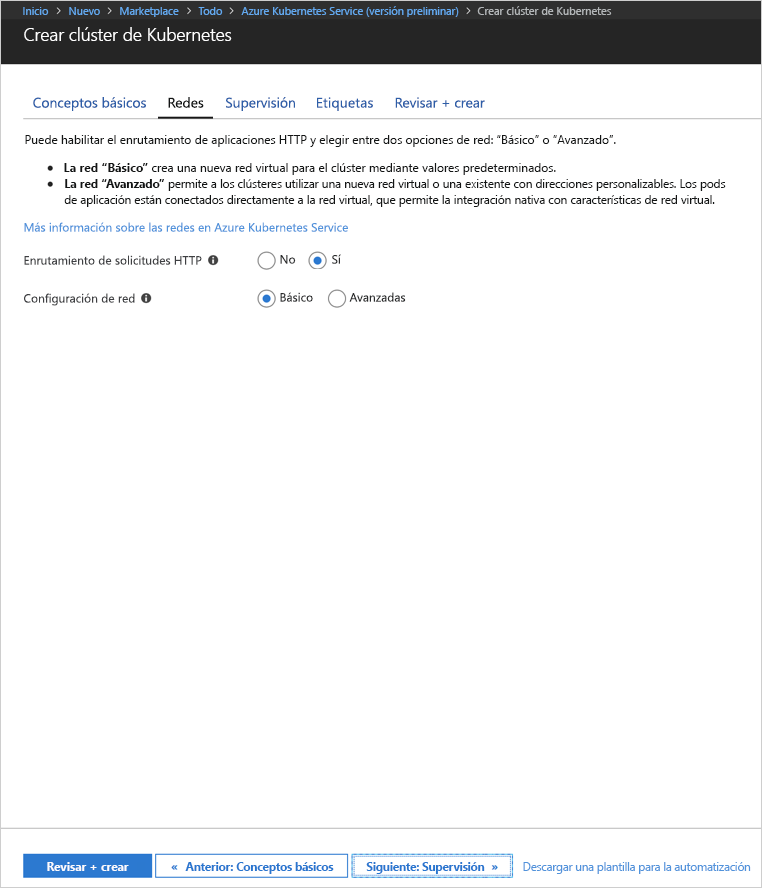 Inicio > Nuevo > Marketplace > Todo > Azure Kubernetes Service (versión preliminar) > Crear clúster de Kubernetes
Crear clúster de Kubernetes
Conceptos básicos Redes Supervisión Etiquetas Revisar + crear
Puede habilitar el enrutamiento de aplicaciones HTTP y elegir entre dos opciones de red: “Básico” o “Avanzado”.
• La red “Básico” crea una nueva red virtual para el clúster mediante valores predeterminados.
• La red “Avanzado” permite a los clústeres utilizar una nueva red virtual o una existente con direcciones personalizables. Los pods
de aplicación están conectados directamente a la red virtual, que permite la integración nativa con características de red virtual.
Más información sobre las redes en Azure Kubernetes Service
Enrutamiento de solicitudes HTTP No Sí
Configuración de red Básico Avanzadas
Revisar + crear « Anterior: Conceptos básicos Siguiente: Supervisión » Descargar una plantilla para la automatización